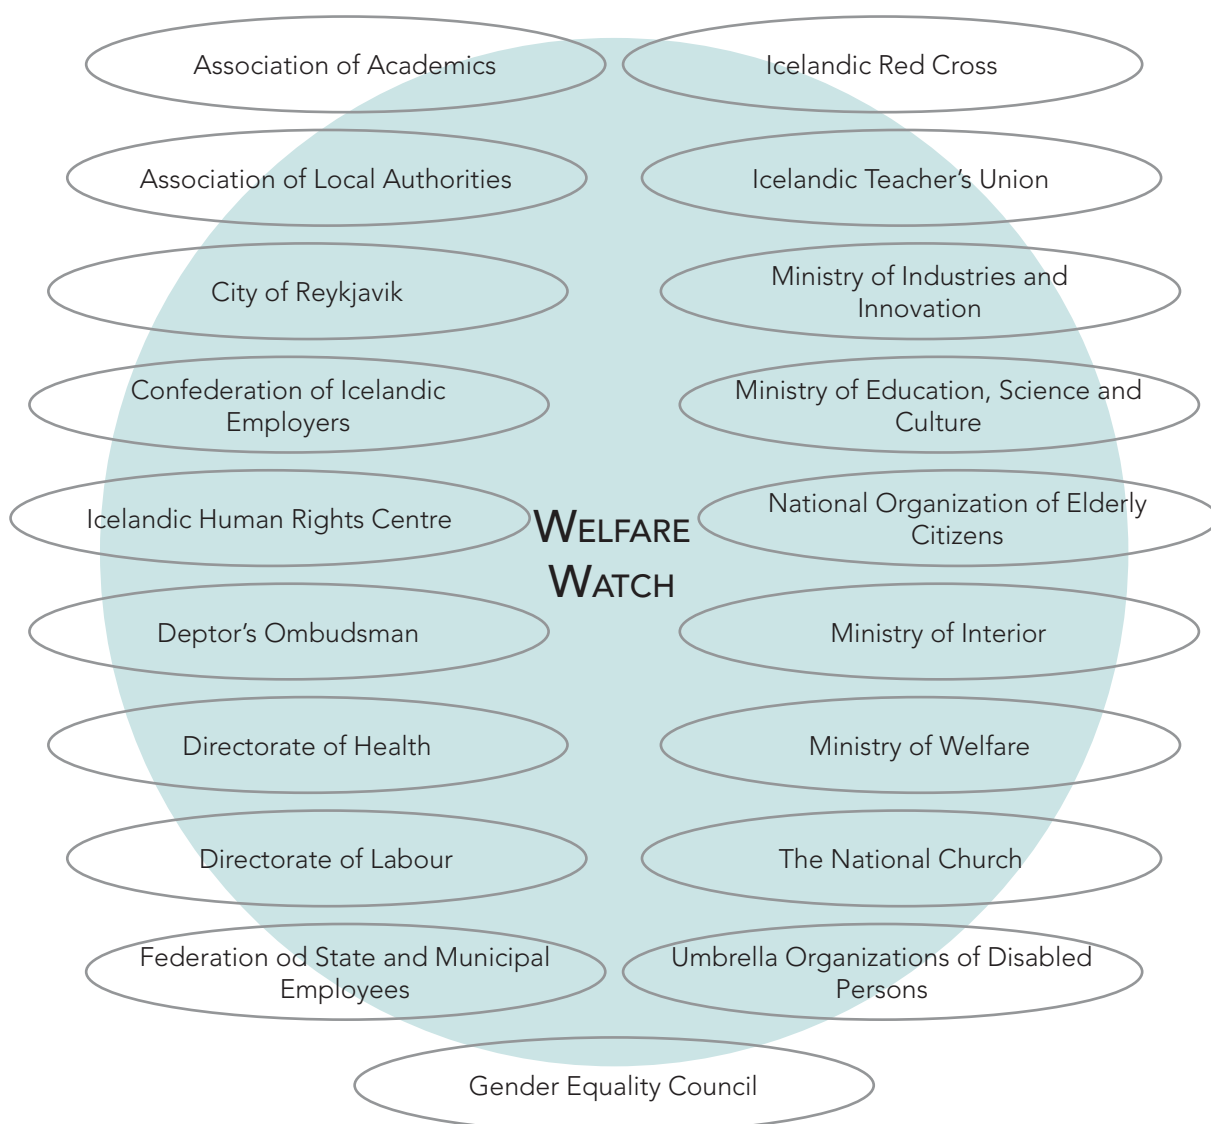 Association of Academics
Icelandic Red Cross
Association of Local Authorities
Icelandic Teacher’s Union
City of Reykjavik
Ministry of Industries and
Innovation
Confederation of Icelandic
Employers
Ministry of Education, Science and
Culture
Icelandic Human Rights Centre
WELFARE
WATCH
National Organization of Elderly
Citizens
Deptor’s Ombudsman
Ministry of Interior
Directorate of Health
Ministry of Welfare
Directorate of Labour
The National Church
Federation od State and Municipal
Employees
Umbrella Organizations of Disabled
Persons
Gender Equality Council